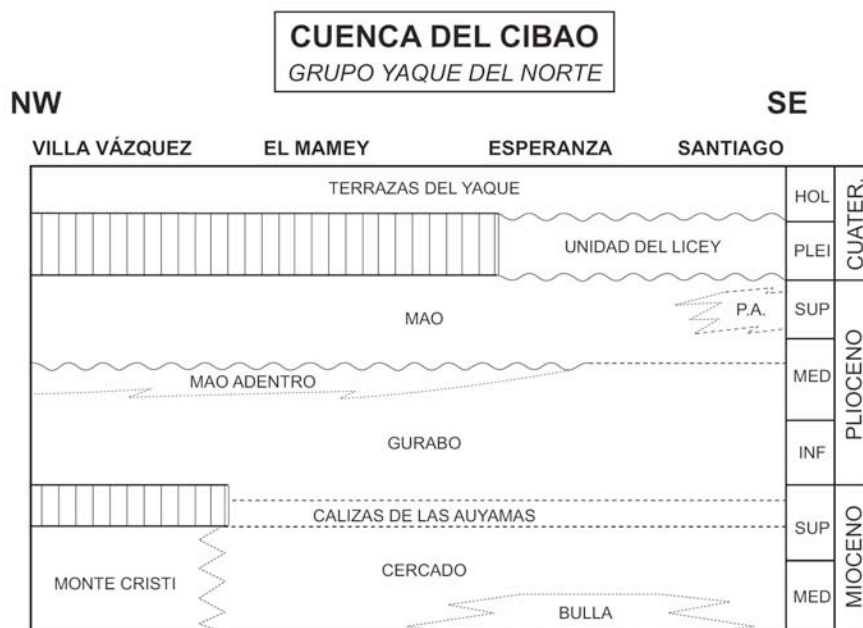 CUENCA DEL CIBAO
GRUPO YAQUE DEL NORTE
NW
SE
VILLA VÁZQUEZ
EL MAMEY
ESPERANZA
SANTIAGO
TERRAZAS DEL YAQUE
HOL
CUATER.
UNIDAD DEL LICEY
PLEI
MAO
P.A.
SUP
PLIOCENO
MAO ADENTRO
MED
GURABO
INF
CALIZAS DE LAS AUYAMAS
SUP
MIOCENO
MONTE CRISTI
CERCADO
MED
BULLA